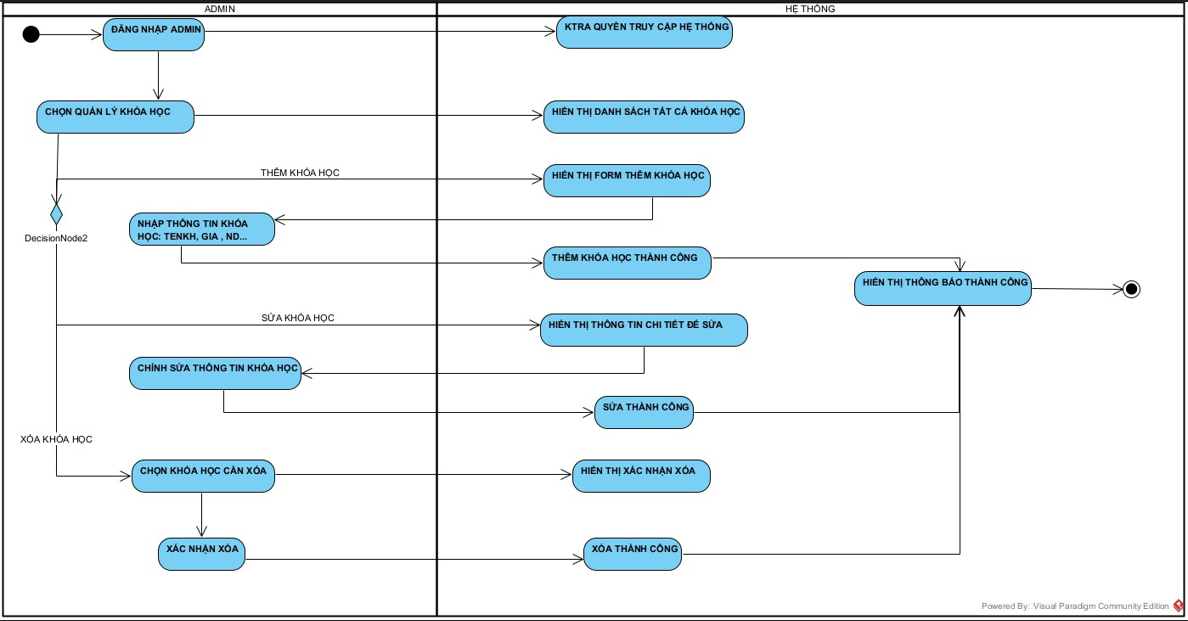 ADMIN
HỆ THỐNG
ĐĂNG NHẬP ADMIN
KTRA QUYỀN TRUY CẬP HỆ THỐNG
CHỌN QUẢN LÝ KHÓA HỌC
HIỂN THỊ DANH SÁCH TẤT CẢ KHÓA HỌC
THÊM KHÓA HỌC
HIỂN THỊ FORM THÊM KHÓA HỌC
NHẬP THÔNG TIN KHÓA
HỌC: TENKH, GIA , ND...
DecisionNode2
THÊM KHÓA HỌC THÀNH CÔNG
HIỂN THỊ THÔNG BÁO THÀNH CÔNG
SỬA KHÓA HỌC
HIỂN THỊ THÔNG TIN CHI TIẾT ĐỂ SỬA
CHỈNH SỬA THÔNG TIN KHÓA HỌC
SỬA THÀNH CÔNG
XÓA KHÓA HỌC
CHỌN KHÓA HỌC CẦN XÓA
HIỂN THỊ XÁC NHẬN XÓA
XÁC NHẬN XÓA
XÓA THÀNH CÔNG
Powered By Visual Paradigm Community Edition